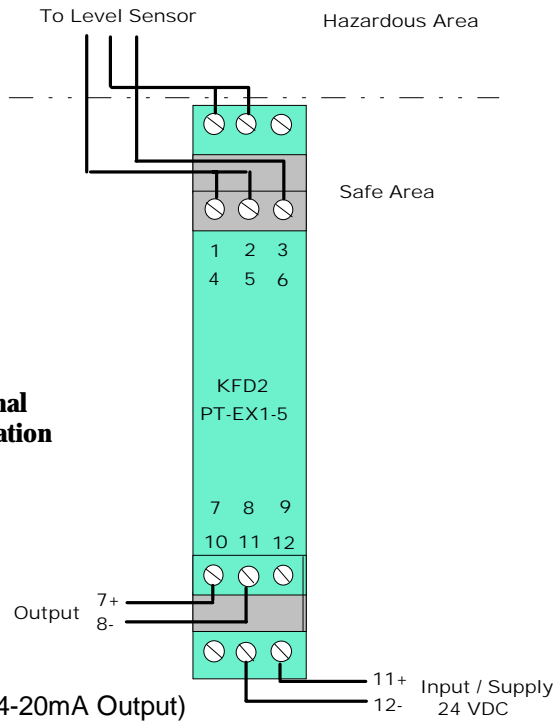 To Level Sensor
Hazardous Area
Safe Area
1 2 3
4 5 6
KFD2
PT-EX1-5
nal
ation
7 8 9
10 11 12
Output
7+
8-
11+
12-
Input / Supply
24 VDC
4-20mA Output)